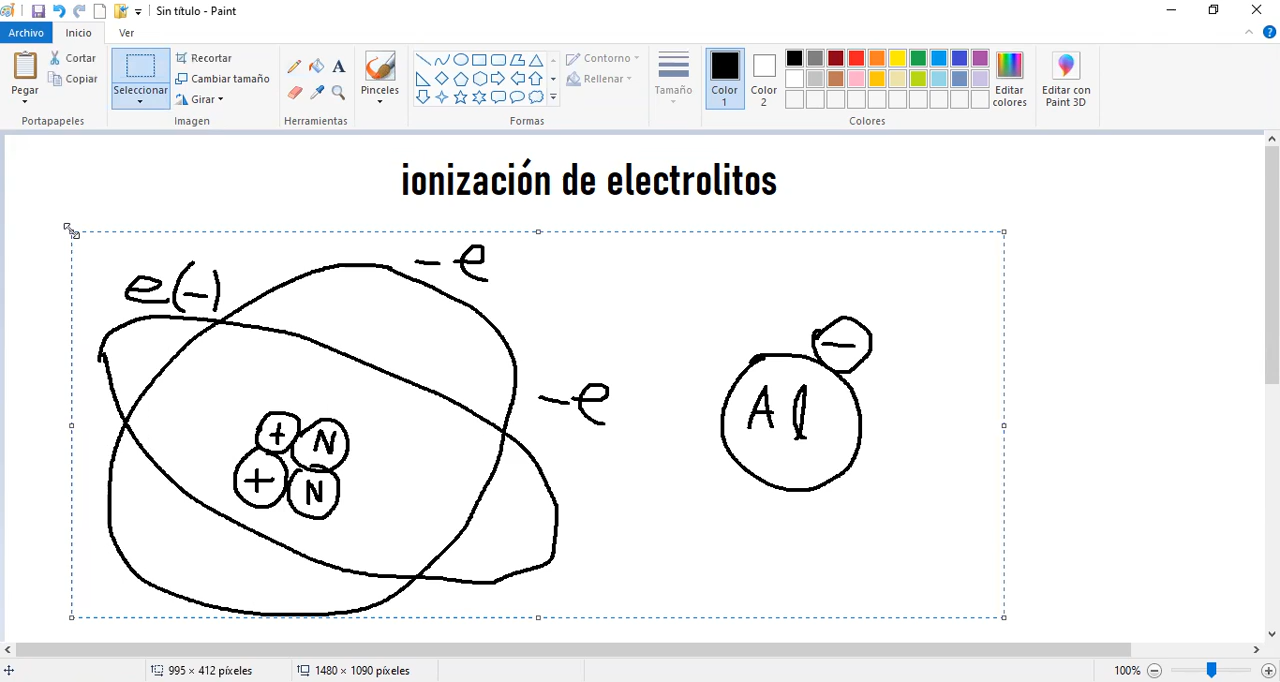 Sin título - Paint
Archivo Inicio Ver
Pegar
Cortar
Copiar
Portapapeles
Seleccionar
Recortar
Cambiar tamaño
Girar
Imagen
A
Herramientas
Pinceles
Contorno
Rellenar
Formas
Tamaño
Color 1
Color 2
Editar colores
Editar con Paint 3D
Colores
ionización de electrolitos
e(-)
-e
-e
+ N
+ N
-
Al
995 × 412 píxeles
1480 × 1090 píxeles
100%